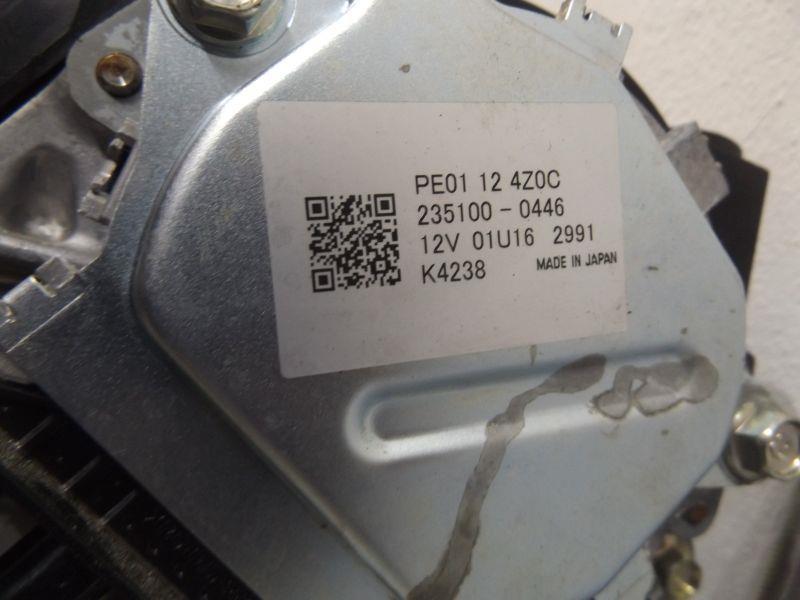 PE01 12 4Z0C
235100-0446
12V 01U16 2991
K4238 MADE IN JAPAN